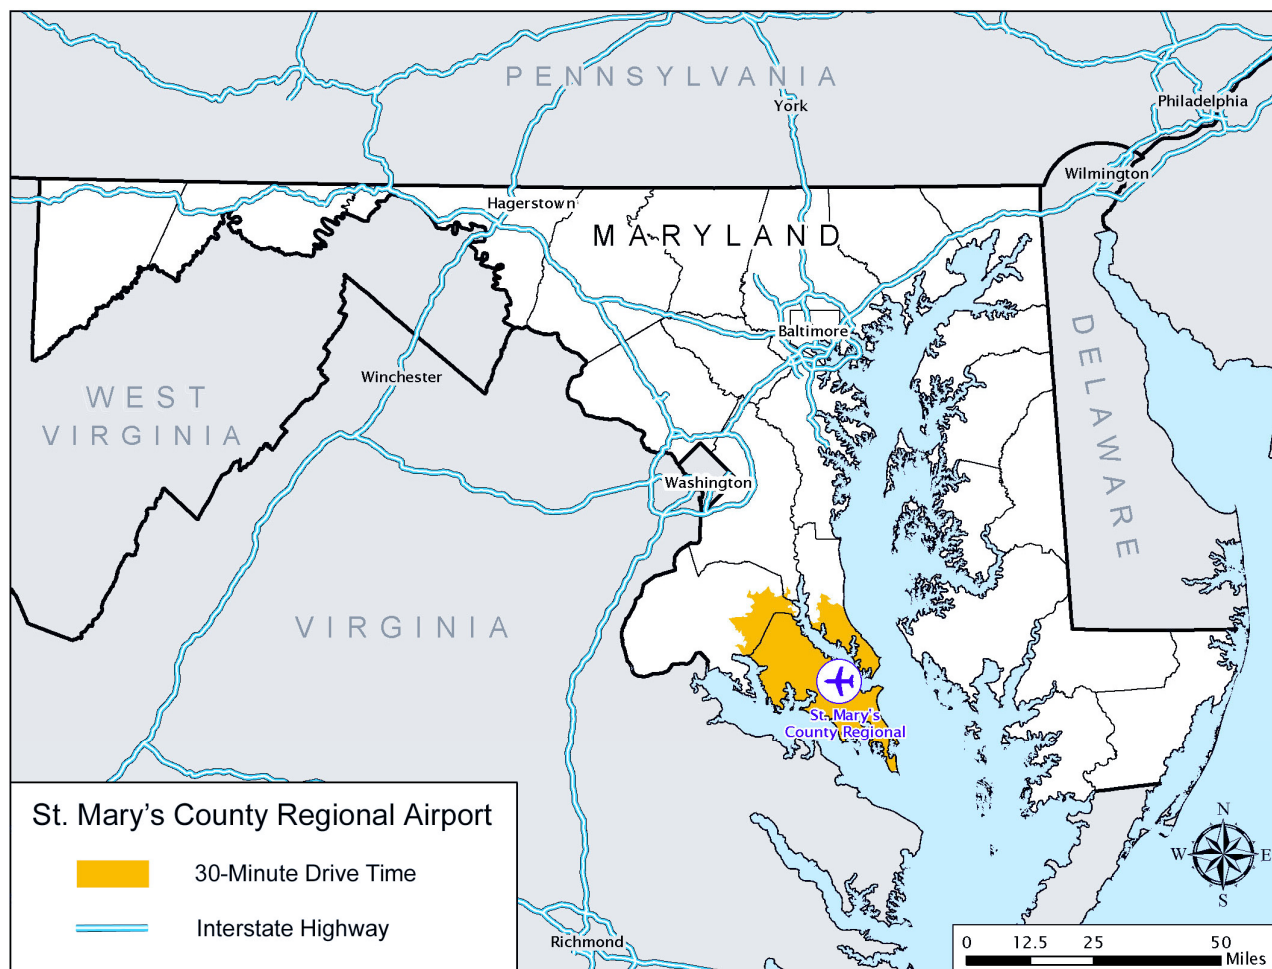 PENNSYLVANIA
York
Philadelphia
Wilmington
Hagerstown
MARYLAND
Baltimore
DELAWARE
Winchester
WEST
VIRGINIA
Washington
VIRGINIA
St. Mary's
County Regional
St. Mary's County Regional Airport
30-Minute Drive Time
Interstate Highway
Richmond
N
W E
S
0 12.5 25 50
Miles